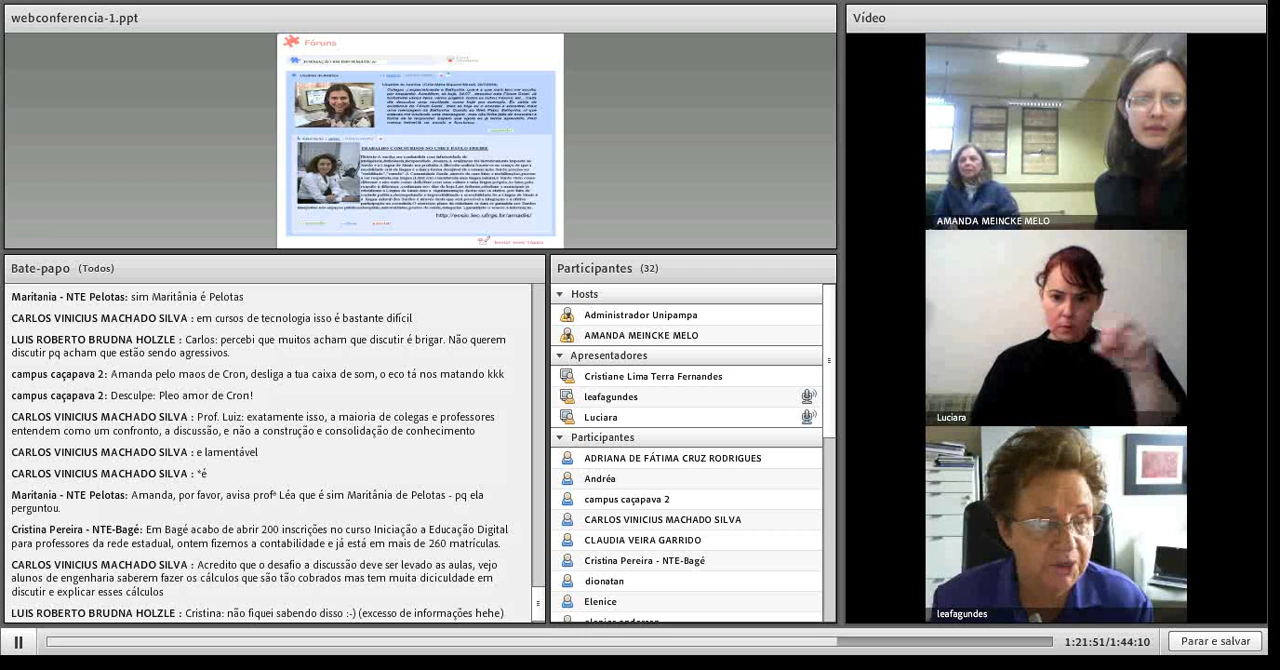 webconferencia-1.ppt
Fóruns
FORMAÇÃO EM INFORMÁTICA
TRABALHO CONCURSOS NO CMET PAULO FREIRE
Bate-papo (Todos)
Maritania - NTE Pelotas: sim Maritânia é Pelotas
CARLOS VINICIUS MACHADO SILVA : em cursos de tecnologia isso é bastante difícil
LUIS ROBERTO BRUDNA HOLZLE : Carlos: percebi que muitos acham que discutir é brigar. Não querem
discutir pq acham que estão sendo agressivos.
campus caçapava 2: Amanda pelo maos de Cron, desliga a tua caixa de som, o eco tá nos matando kkk
campus caçapava 2: Desculpe: Pleo amor de Cron!
CARLOS VINICIUS MACHADO SILVA : Prof. Luiz: exatamente isso, a maioria de colegas e professores
entendem como um confronto, a discussão, e não a construção e consolidação de conhecimento
CARLOS VINICIUS MACHADO SILVA : e lamentável
CARLOS VINICIUS MACHADO SILVA : *é
Maritania - NTE Pelotas: Amanda, por favor, avisa profª Léa que é sim Maritânia de Pelotas - pq ela
perguntou.
Cristina Pereira - NTE-Bagé: Em Bagé acabo de abrir 200 inscrições no curso Iniciação a Educação Digital
para professores da rede estadual, ontem fizemos a contabilidade e já está em mais de 260 matrículas.
CARLOS VINICIUS MACHADO SILVA : Acredito que o desafio a discussão deve ser levado as aulas, vejo
alunos de engenharia saberem fazer os cálculos que são tão cobrados mas tem muita diciculdade em
discutir e explicar esses cálculos
LUIS ROBERTO BRUDNA HOLZLE : Cristina: não fiquei sabendo disso :-) (excesso de informações hehe)
Participantes (32)
Hosts
Administrador Unipampa
AMANDA MEINCKE MELO
Apresentadores
Cristiane Lima Terra Fernandes
leafagundes
Luciara
Participantes
ADRIANA DE FÁTIMA CRUZ RODRIGUES
Andréa
campus caçapava 2
CARLOS VINICIUS MACHADO SILVA
CLAUDIA VEIRA GARRIDO
Cristina Pereira - NTE-Bagé
dionatan
Elenice
Vídeo
AMANDA MEINCKE MELO
Luciara
leafagundes
1:21:51/1:44:10
Parar e salvar